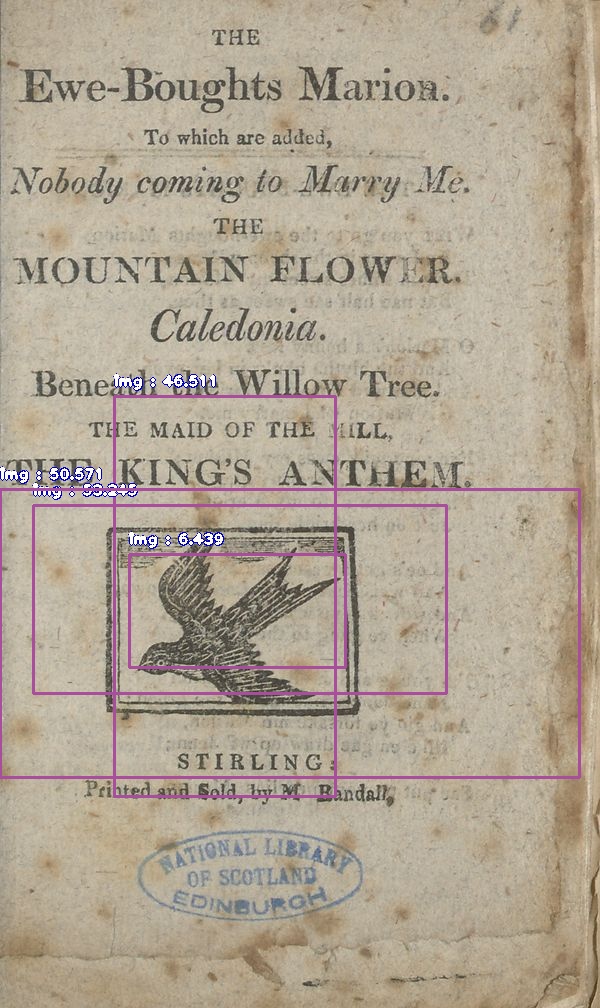 61
THE
Ewe-Boughts Marion.
To which are added,
Nobody coming to Marry Me.
THE
MOUNTAIN FLOWER.
Caledonia.
Img : 46.511
Beneath the Willow Tree.
THE MAID OF THE MILL,
THE KING'S ANTHEM.
Img : 50.571
Img : 53.245
Img : 6.439
STIRLING:
Printed and Sold, by M. Randall,
NATIONAL LIBRARY
OF SCOTLAND
EDINBURGH